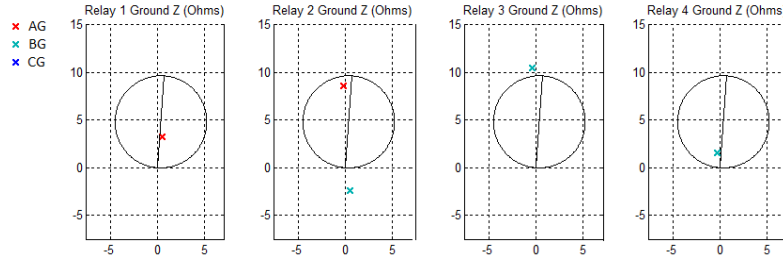 Relay 1 Ground Z (Ohms) Relay 2 Ground Z (Ohms) Relay 3 Ground Z (Ohms) Relay 4 Ground Z (Ohms)
AG
BG
CG
15 15 15 15
10 10 10 10
5 5 5 5
0 0 0 0
-5 -5 -5 -5
-5 0 5 -5 0 5 -5 0 5 -5 0 5